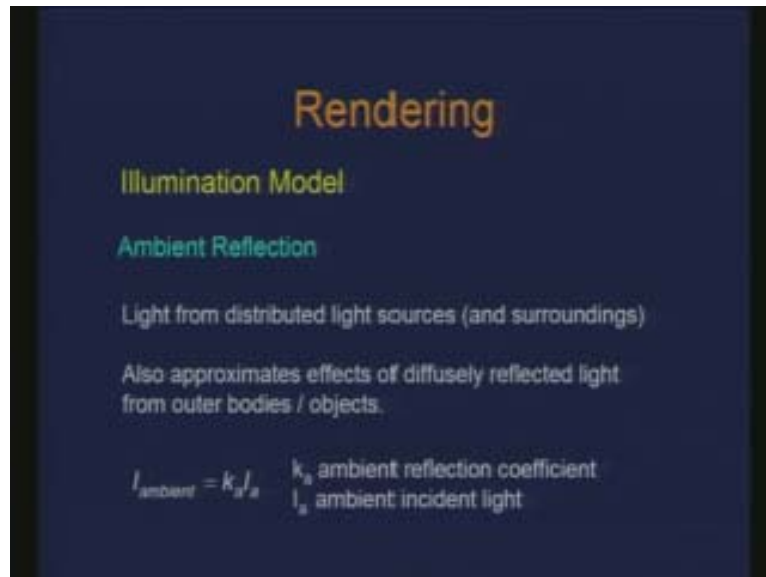 Rendering
Illumination Model
Ambient Reflection
Light from distributed light sources (and surroundings)
Also approximates effects of diffusely reflected light
from outer bodies / objects.
I_ambient = k_a I_a
k_a ambient reflection coefficient
I_a ambient incident light